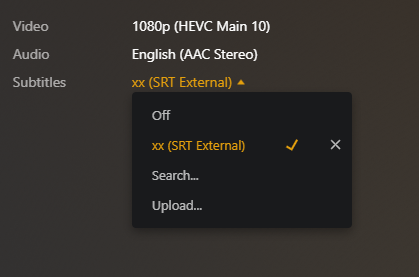 Video 1080p (HEVC Main 10)
Audio English (AAC Stereo)
Subtitles xx (SRT External)
Off
xx (SRT External)
Search...
Upload...